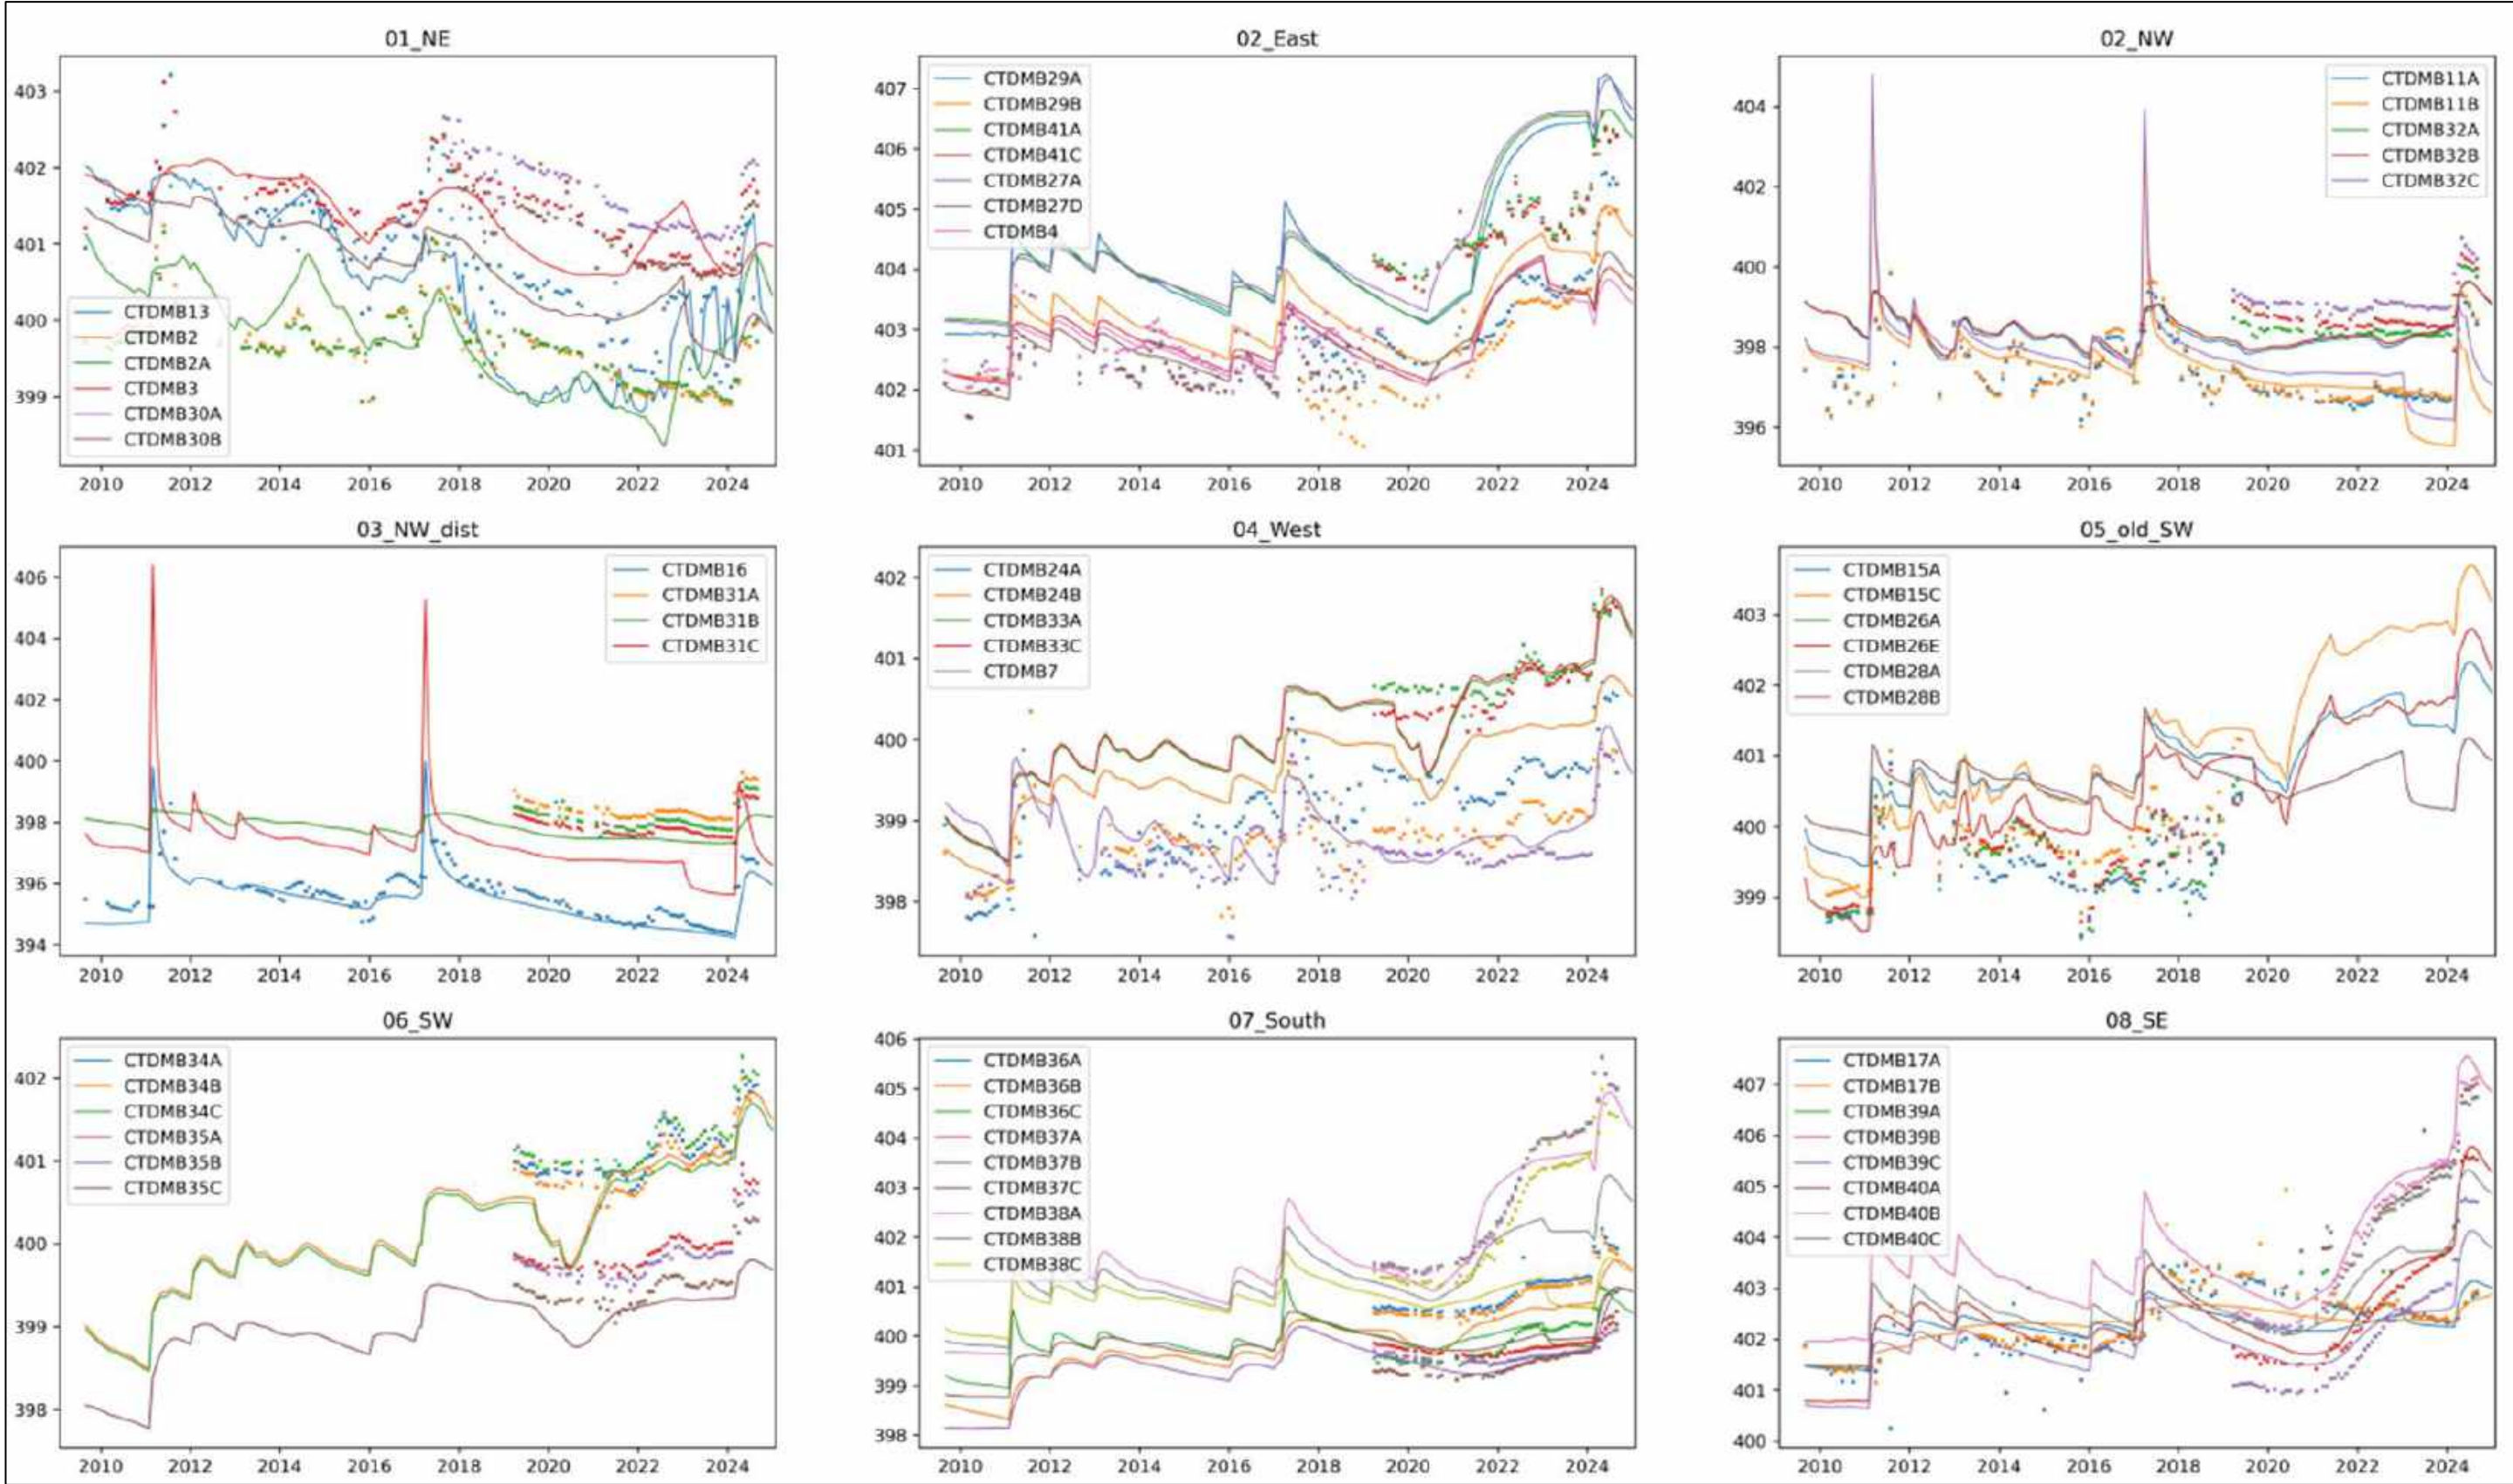 01_NE
403
402
401
400
399
CTDMB13
CTDMB2
CTDMB2A
CTDMB3
CTDMB30A
CTDMB30B
2010 2012 2014 2016 2018 2020 2022 2024
02_East
407
406
405
404
403
402
401
CTDMB29A
CTDMB29B
CTDMB41A
CTDMB41C
CTDMB27A
CTDMB27D
CTDMB4
2010 2012 2014 2016 2018 2020 2022 2024
02_NW
404
402
400
398
396
CTDMB11A
CTDMB11B
CTDMB32A
CTDMB32B
CTDMB32C
2010 2012 2014 2016 2018 2020 2022 2024
03_NW_dist
406
404
402
400
398
396
394
CTDMB16
CTDMB31A
CTDMB31B
CTDMB31C
2010 2012 2014 2016 2018 2020 2022 2024
04_West
402
401
400
399
398
CTDMB24A
CTDMB24B
CTDMB33A
CTDMB33C
CTDMB7
2010 2012 2014 2016 2018 2020 2022 2024
05_old_SW
403
402
401
400
399
CTDMB15A
CTDMB15C
CTDMB26A
CTDMB26E
CTDMB28A
CTDMB28B
2010 2012 2014 2016 2018 2020 2022 2024
06_SW
402
401
400
399
398
CTDMB34A
CTDMB34B
CTDMB34C
CTDMB35A
CTDMB35B
CTDMB35C
2010 2012 2014 2016 2018 2020 2022 2024
07_South
406
405
404
403
402
401
400
399
398
CTDMB36A
CTDMB36B
CTDMB36C
CTDMB37A
CTDMB37B
CTDMB37C
CTDMB38A
CTDMB38B
CTDMB38C
2010 2012 2014 2016 2018 2020 2022 2024
08_SE
407
406
405
404
403
402
401
400
CTDMB17A
CTDMB17B
CTDMB39A
CTDMB39B
CTDMB39C
CTDMB40A
CTDMB40B
CTDMB40C
2010 2012 2014 2016 2018 2020 2022 2024